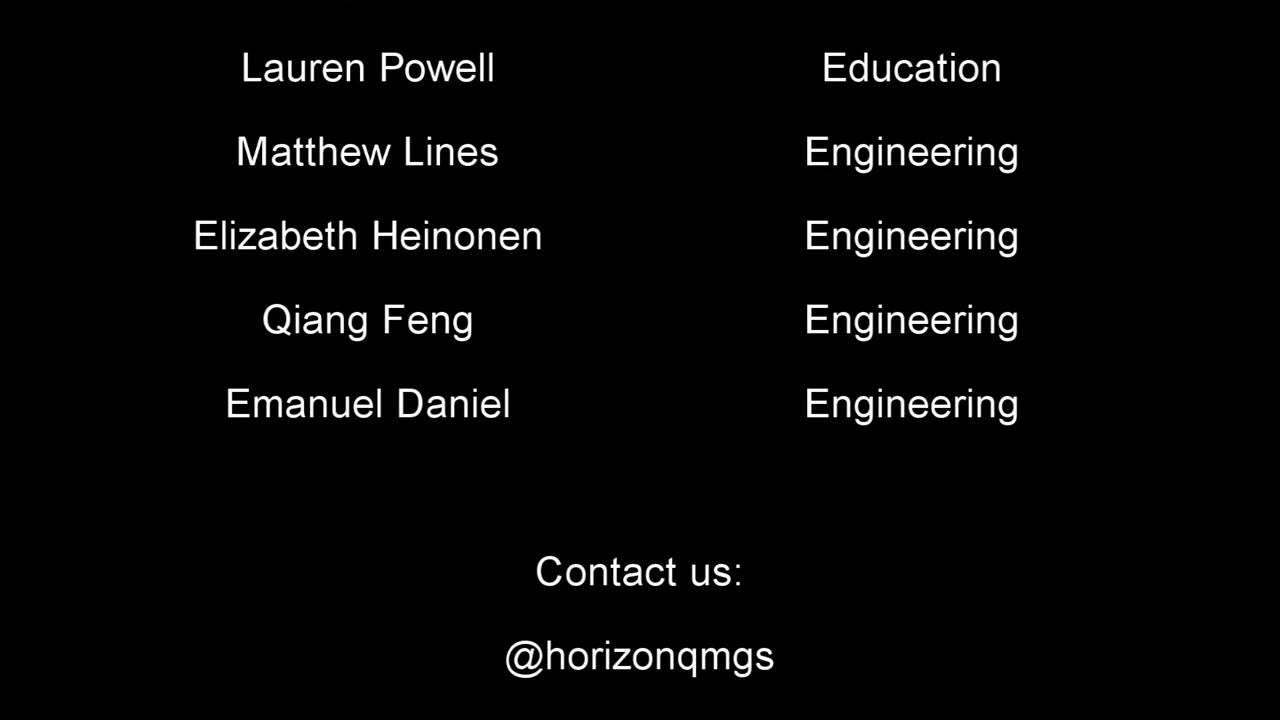 Lauren Powell Education
Matthew Lines Engineering
Elizabeth Heinonen Engineering
Qiang Feng Engineering
Emanuel Daniel Engineering
Contact us:
@horizonqmgs